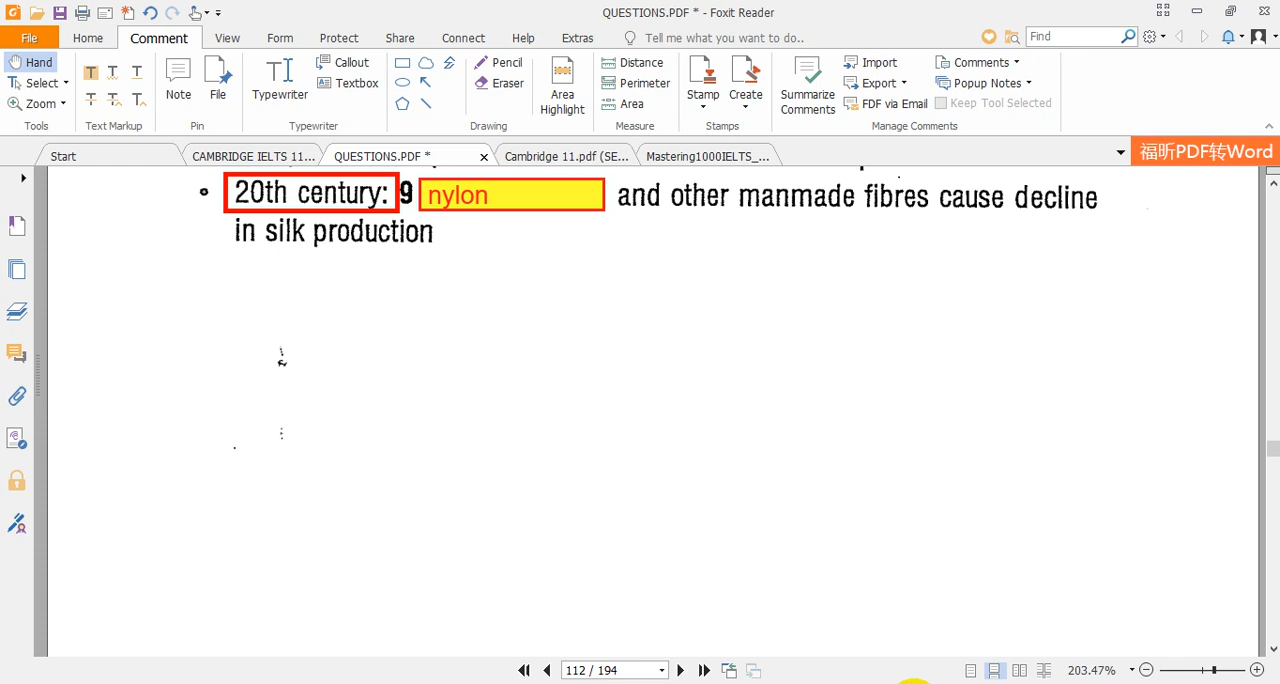 QUESTIONS.PDF * - Foxit Reader
File Home Comment View Form Protect Share Connect Help Extras Tell me what you want to do.. Find
Hand
Select
Zoom
Tools
Text Markup
Note
File
Pin
Typewriter
Callout
Textbox
Typewriter
Pencil
Eraser
Drawing
Area
Highlight
Distance
Perimeter
Area
Measure
Stamp
Create
Stamps
Summarize
Comments
Import
Export
FDF via Email
Comments
Popup Notes
Keep Tool Selected
Manage Comments
Start CAMBRIDGE IELTS 11... QUESTIONS.PDF * Cambridge 11.pdf (SE... Mastering1000IELTS_... 福昕PDF转Word
20th century: 9 nylon and other manmade fibres cause decline
in silk production
112 / 194 203.47%